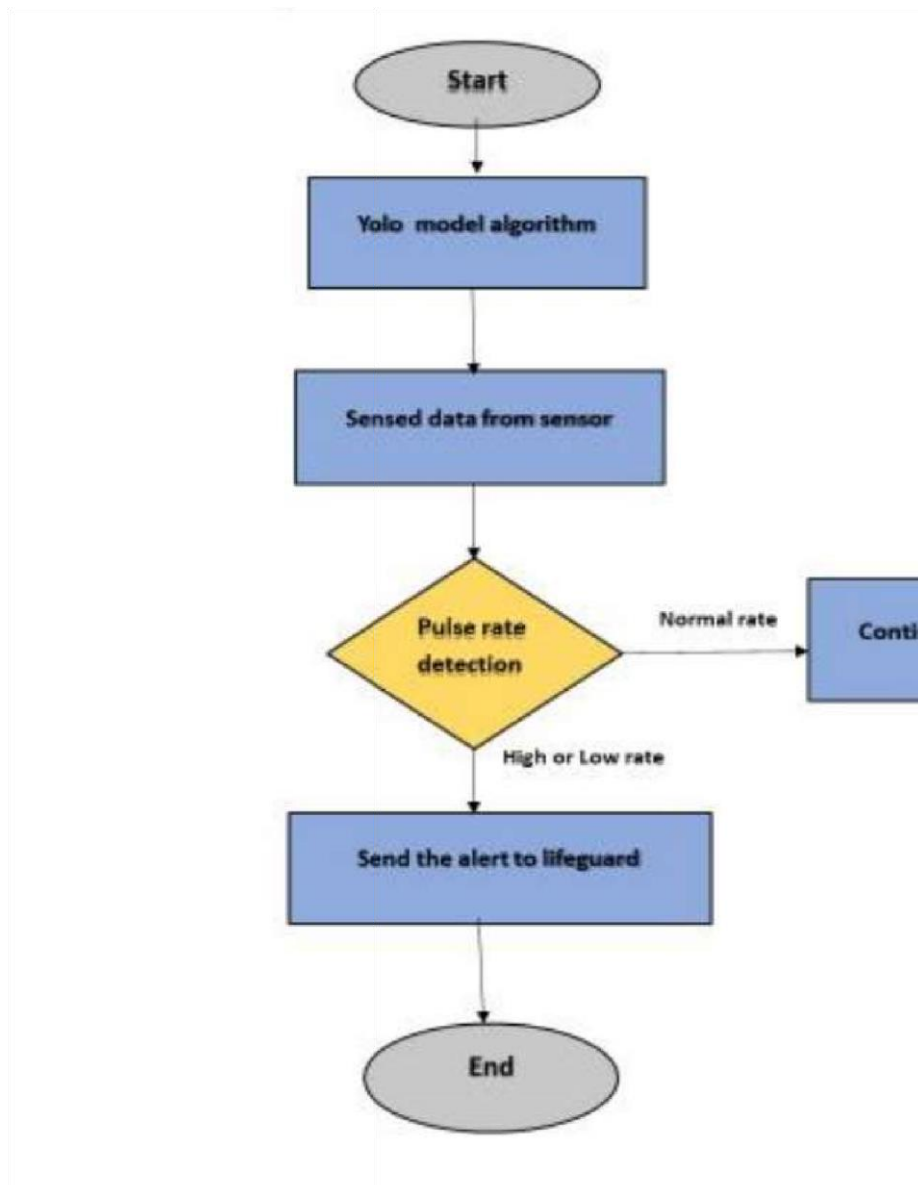 Start
Yolo model algorithm
Sensed data from sensor
Pulse rate
detection
Normal rate
Conti
High or Low rate
Send the alert to lifeguard
End